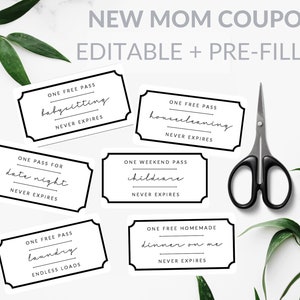 NEW MOM COUPO
EDITABLE + PRE-FILL
ONE FREE PASS
babysitting
NEVER EXPIRES
ONE FREE PASS
housecleaning
NEVER EXPIRES
ONE PASS FOR
date night
NEVER EXPIRES
ONE WEEKEND PASS
childcare
NEVER EXPIRES
ONE FREE PASS
laundry
ENDLESS LOADS
ONE FREE HOMEMADE
dinner on me
NEVER EXPIRES